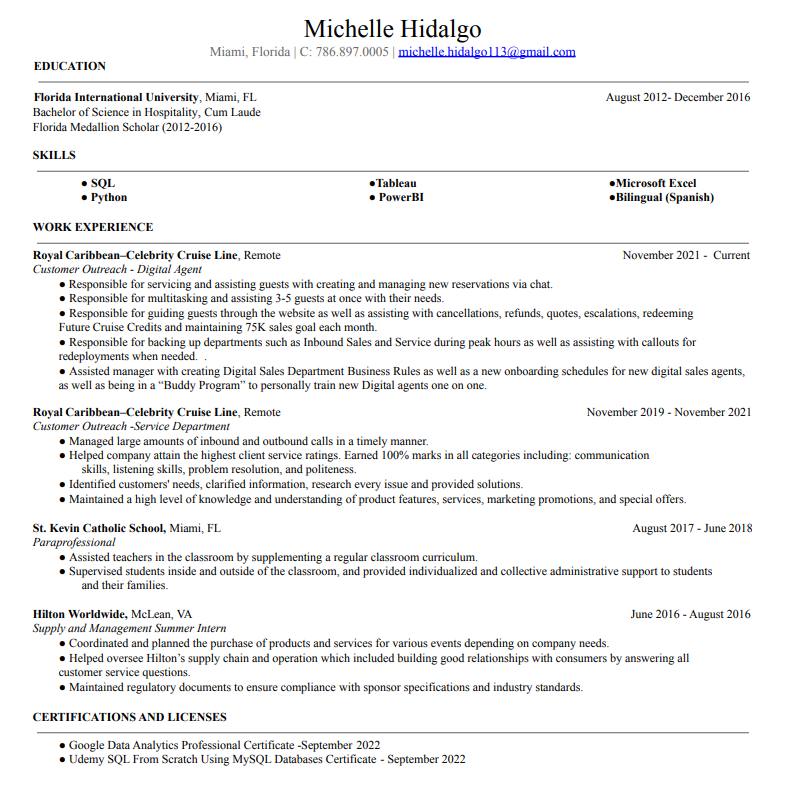 Michelle Hidalgo
Miami, Florida | C: 786.897.0005 | michelle.hidalgo113@gmail.com
EDUCATION
Florida International University, Miami, FL August 2012- December 2016
Bachelor of Science in Hospitality, Cum Laude
Florida Medallion Scholar (2012-2016)
SKILLS
● SQL ●Tableau ●Microsoft Excel
● Python ● PowerBI ●Bilingual (Spanish)
WORK EXPERIENCE
Royal Caribbean–Celebrity Cruise Line, Remote November 2021 - Current
Customer Outreach - Digital Agent
● Responsible for servicing and assisting guests with creating and managing new reservations via chat.
● Responsible for multitasking and assisting 3-5 guests at once with their needs.
● Responsible for guiding guests through the website as well as assisting with cancellations, refunds, quotes, escalations, redeeming
Future Cruise Credits and maintaining 75K sales goal each month.
● Responsible for backing up departments such as Inbound Sales and Service during peak hours as well as assisting with callouts for
redeployments when needed. .
● Assisted manager with creating Digital Sales Department Business Rules as well as a new onboarding schedules for new digital sales agents,
as well as being in a “Buddy Program” to personally train new Digital agents one on one.
Royal Caribbean–Celebrity Cruise Line, Remote November 2019 - November 2021
Customer Outreach -Service Department
● Managed large amounts of inbound and outbound calls in a timely manner.
● Helped company attain the highest client service ratings. Earned 100% marks in all categories including: communication
skills, listening skills, problem resolution, and politeness.
● Identified customers' needs, clarified information, research every issue and provided solutions.
● Maintained a high level of knowledge and understanding of product features, services, marketing promotions, and special offers.
St. Kevin Catholic School, Miami, FL August 2017 - June 2018
Paraprofessional
● Assisted teachers in the classroom by supplementing a regular classroom curriculum.
● Supervised students inside and outside of the classroom, and provided individualized and collective administrative support to students
and their families.
Hilton Worldwide, McLean, VA June 2016 - August 2016
Supply and Management Summer Intern
● Coordinated and planned the purchase of products and services for various events depending on company needs.
● Helped oversee Hilton’s supply chain and operation which included building good relationships with consumers by answering all
customer service questions.
● Maintained regulatory documents to ensure compliance with sponsor specifications and industry standards.
CERTIFICATIONS AND LICENSES
● Google Data Analytics Professional Certificate -September 2022
● Udemy SQL From Scratch Using MySQL Databases Certificate - September 2022